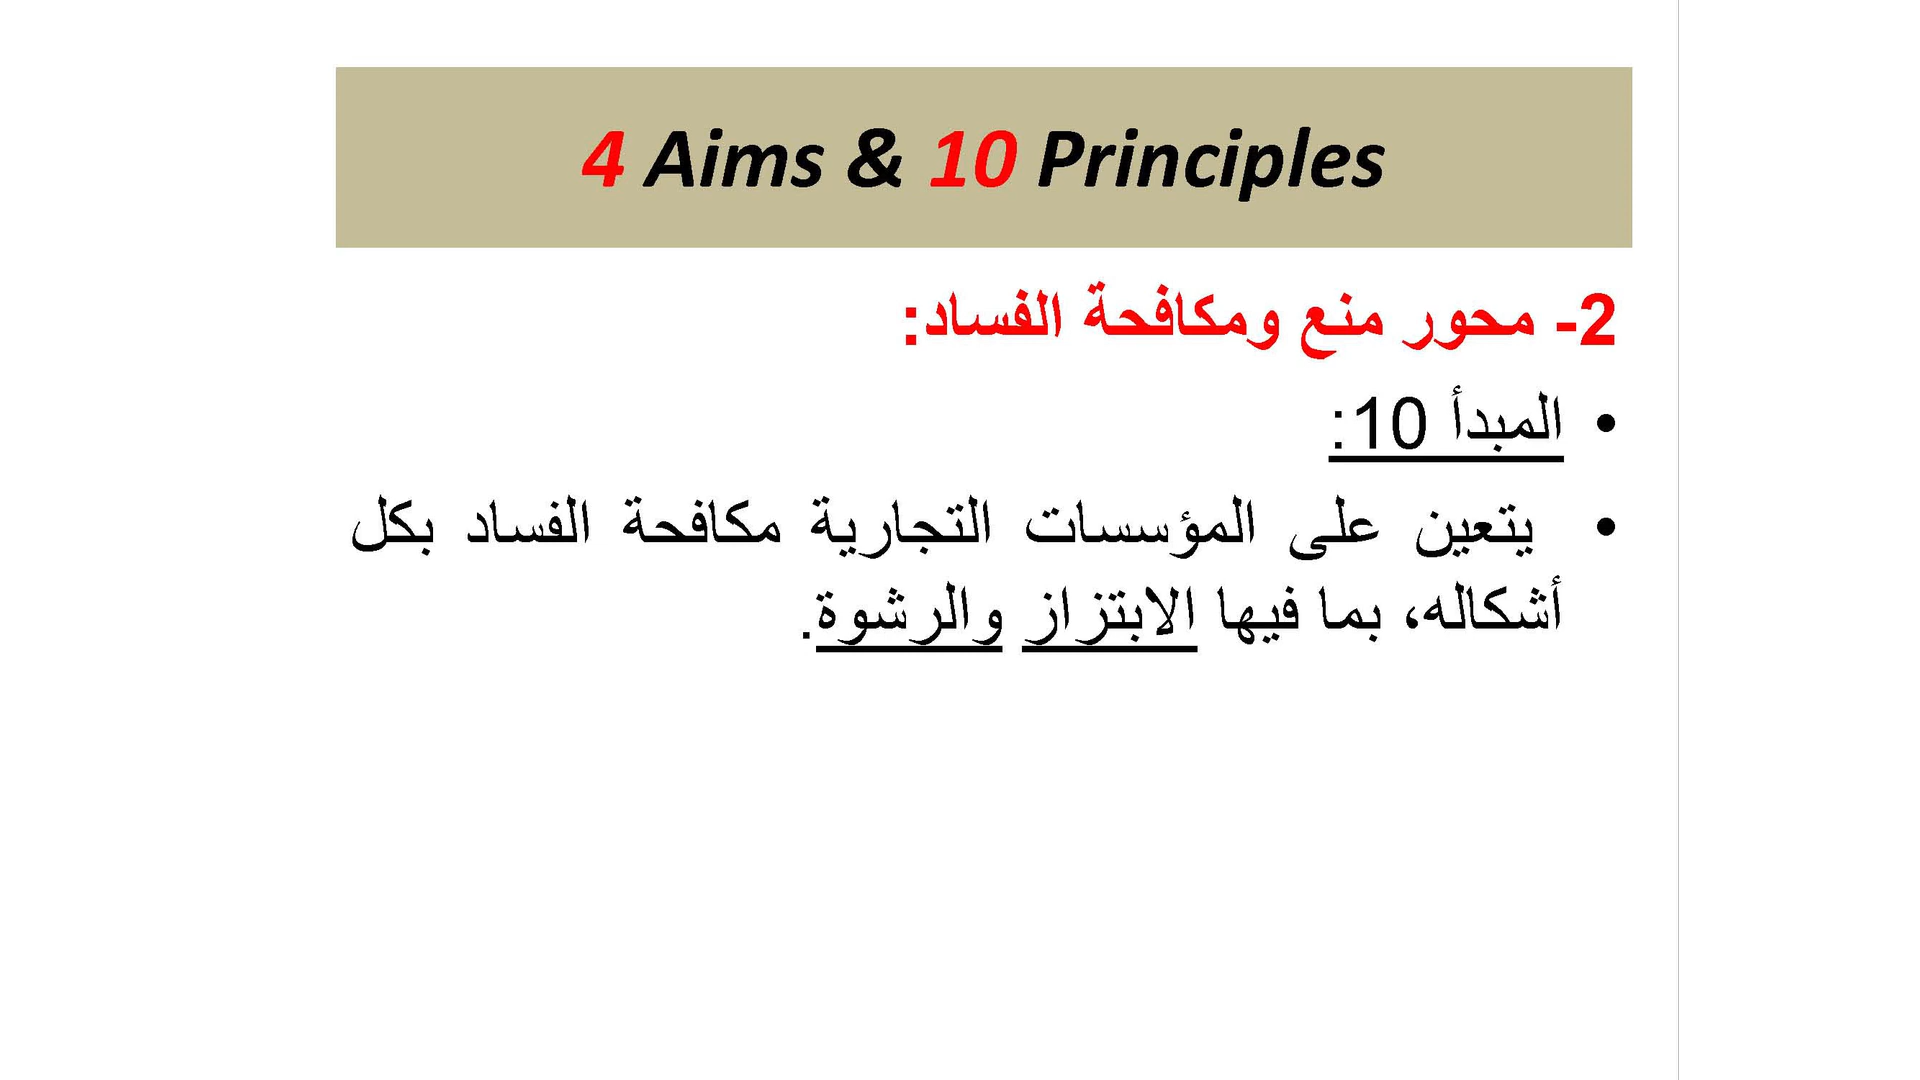 4 Aims & 10 Principles
2- محور منع ومكافحة الفساد:
• المبدأ 10:
• يتعين على المؤسسات التجارية مكافحة الفساد بكل
أشكاله، بما فيها الابتزاز والرشوة.